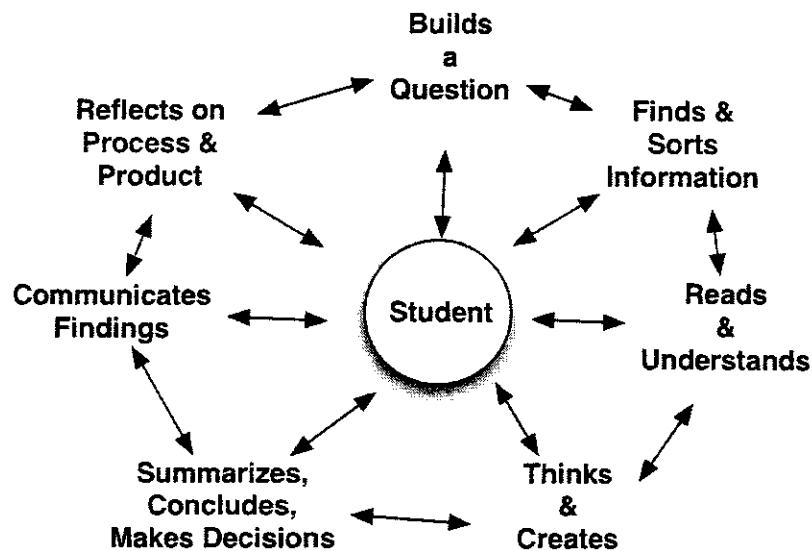 Builds
a
Question
Finds &
Sorts
Information
Reads
&
Understands
Thinks
&
Creates
Summarizes,
Concludes,
Makes Decisions
Communicates
Findings
Reflects on
Process &
Product
Student